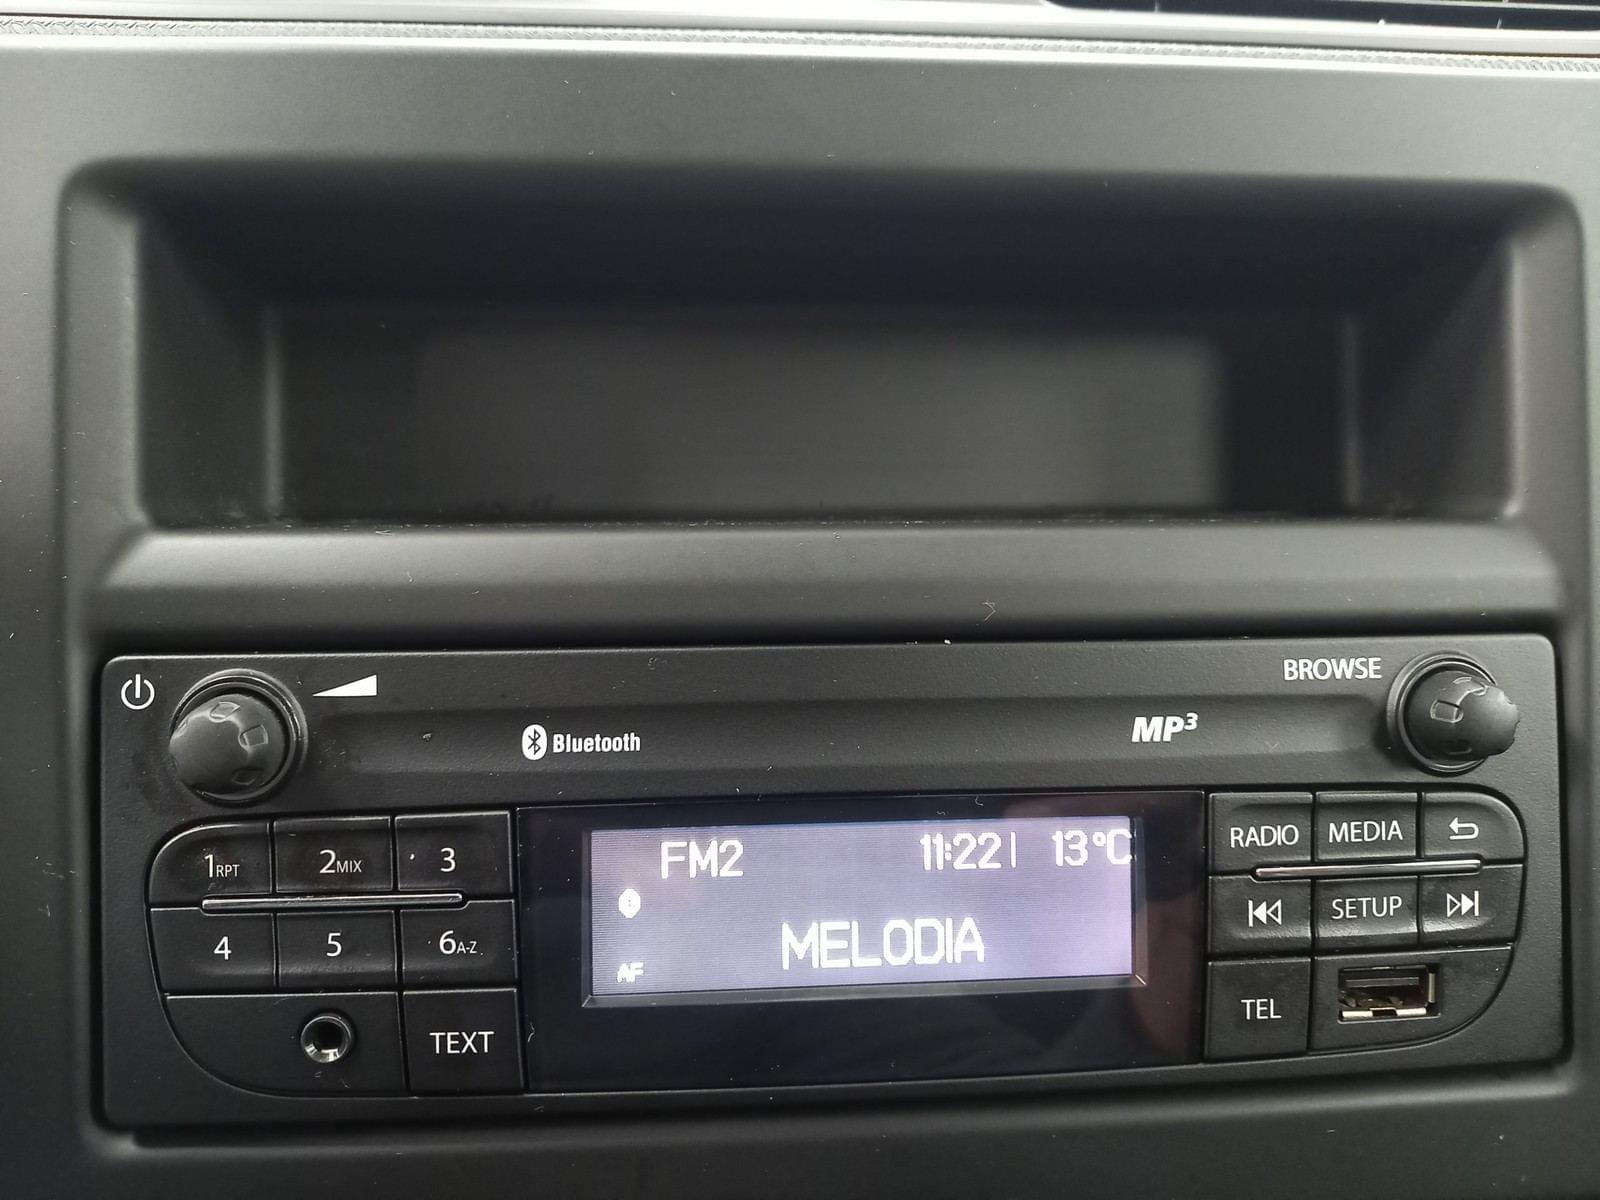 BROWSE
Bluetooth
MP3
1RPT 2MIX 3
4 5 6A-Z
TEXT
FM2 11:22 13°C
MELODIA
AF
RADIO MEDIA
SETUP
TEL